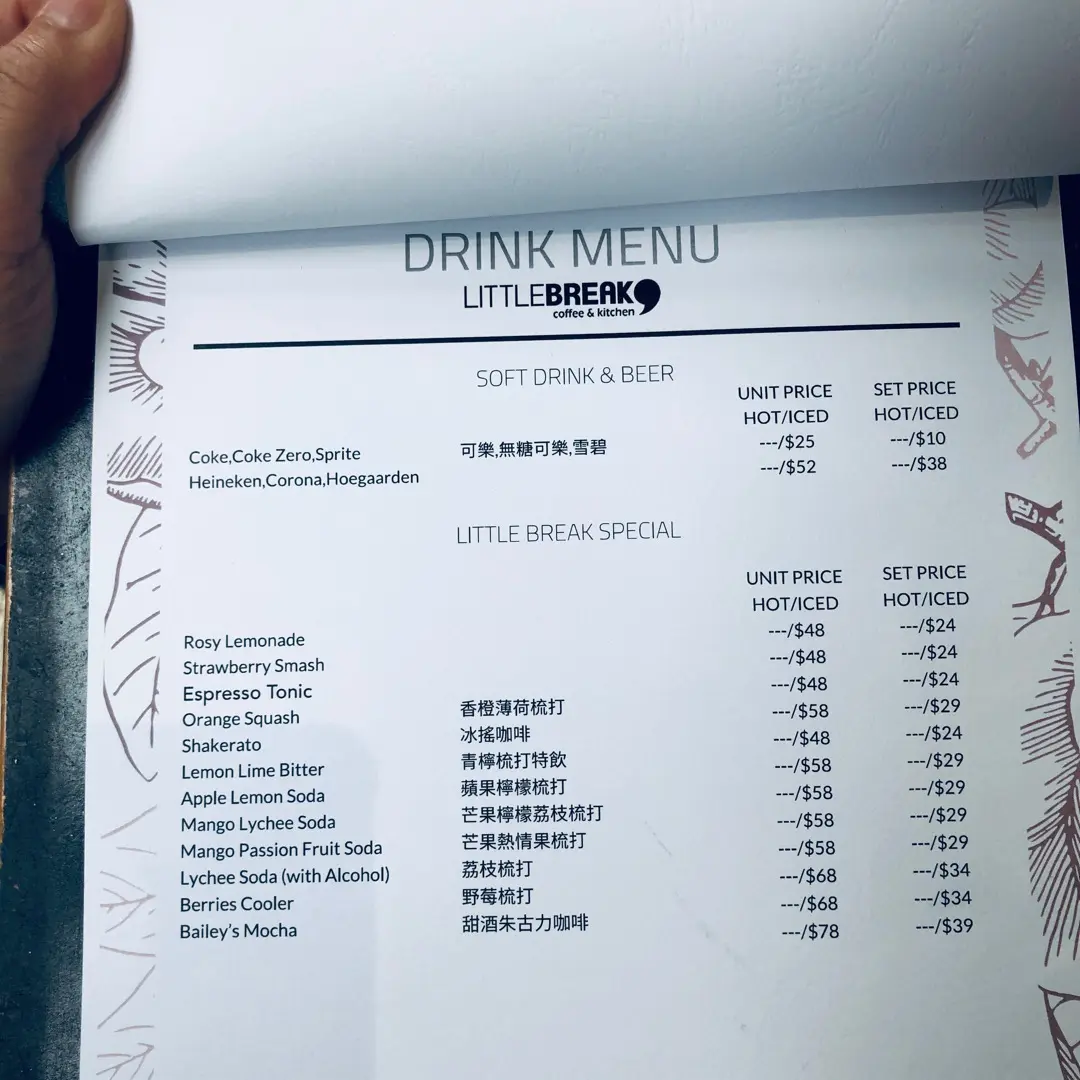 DRINK MENU
LITTLEBREAK
coffee & kitchen
SOFT DRINK & BEER
UNIT PRICE SET PRICE
HOT/ICED HOT/ICED
Coke,Coke Zero,Sprite 可樂,無糖可樂,雪碧 ---/$25 ---/$10
Heineken,Corona,Hoegaarden ---/$52 ---/$38
LITTLE BREAK SPECIAL
UNIT PRICE SET PRICE
HOT/ICED HOT/ICED
Rosy Lemonade ---/$48 ---/$24
Strawberry Smash ---/$48 ---/$24
Espresso Tonic ---/$48 ---/$24
Orange Squash 香橙薄荷梳打 ---/$58 ---/$29
Shakerato 冰搖咖啡 ---/$48 ---/$24
Lemon Lime Bitter 青檸梳打特飲 ---/$58 ---/$29
Apple Lemon Soda 蘋果檸檬梳打 ---/$58 ---/$29
Mango Lychee Soda 芒果檸檬荔枝梳打 ---/$58 ---/$29
Mango Passion Fruit Soda 芒果熱情果梳打 ---/$58 ---/$29
Lychee Soda (with Alcohol) 荔枝梳打 ---/$68 ---/$34
Berries Cooler 野莓梳打 ---/$68 ---/$34
Bailey's Mocha 甜酒朱古力咖啡 ---/$78 ---/$39